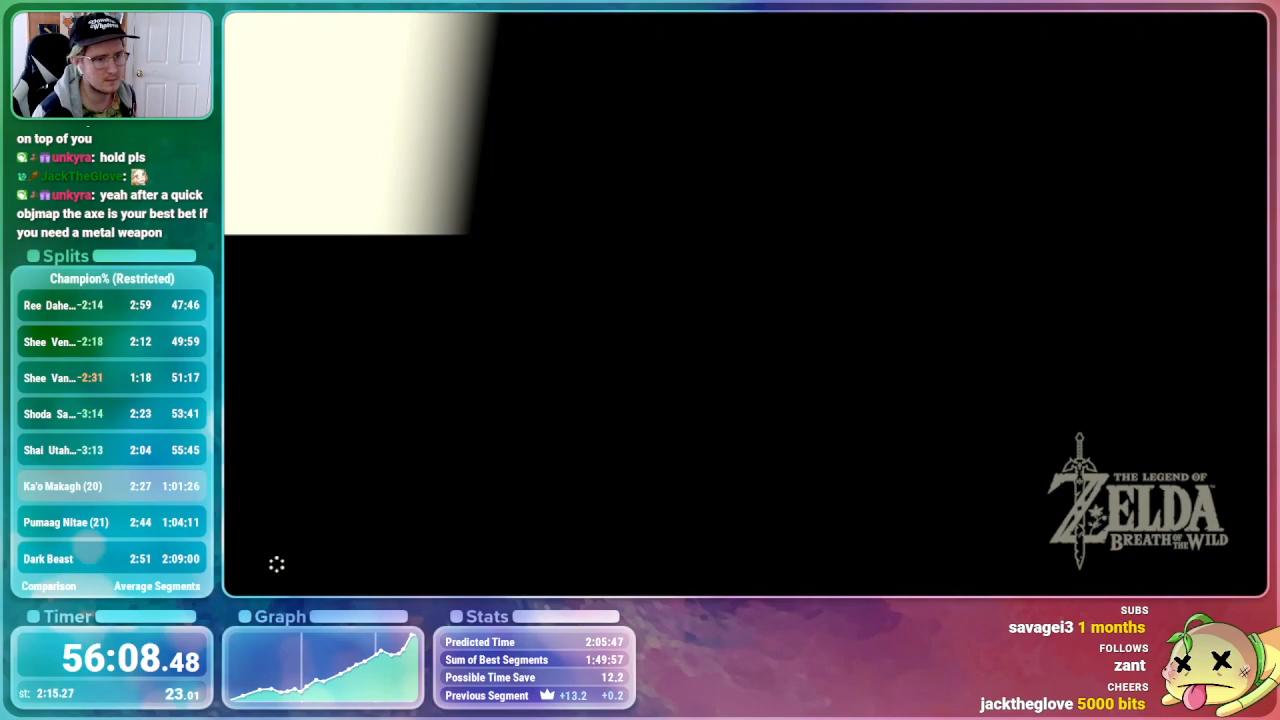 on top of you
unkyra: hold pls
JackTheGlove:
unkyra: yeah after a quick
objmap the axe is your best bet if
you need a metal weapon
Splits
Champion% (Restricted)
Ree Dahe... -2:14 2:59 47:46
Shee Ven... -2:18 2:12 49:59
Shee Van... -2:31 1:18 51:17
Shoda Sa... -3:14 2:23 53:41
Shai Utah... -3:13 2:04 55:45
Ka'o Makagh (20) 2:27 1:01:26
Pumaag Nitae (21) 2:44 1:04:11
Dark Beast 2:51 2:09:00
Comparison Average Segments
Timer
56:08.48
st: 2:15.27 23.01
Graph
Stats
Predicted Time 2:05:47
Sum of Best Segments 1:49:57
Possible Time Save 12.2
Previous Segment +13.2 +0.2
THE LEGEND OF
ZELDA
BREATH OF THE WILD
SUBS
savagei3 1 months
FOLLOWS
zant
CHEERS
jacktheglove 5000 bits